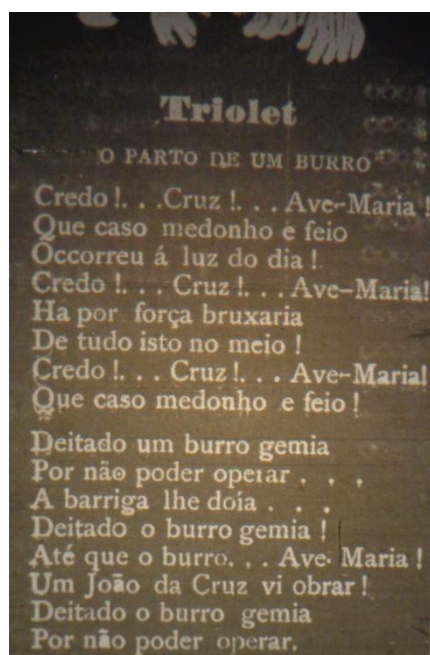 Triolet
O PARTO DE UM BURRO
Credo !. . .Cruz !. . . Ave-Maria !
Que caso medonho e feio
Occorreu á luz do dia !
Credo !. . . Cruz !. . . Ave-Maria!
Ha por força bruxaria
De tudo isto no meio !
Credo !. . . Cruz !. . . Ave-Maria!
Que caso medonho e feio !
Deitado um burro gemia
Por não poder operar . . .
A barriga lhe doía . . .
Deitado o burro gemia !
Até que o burro. . . Ave Maria !
Um João da Cruz vi obrar !
Deitado o burro gemia
Por não poder operar.